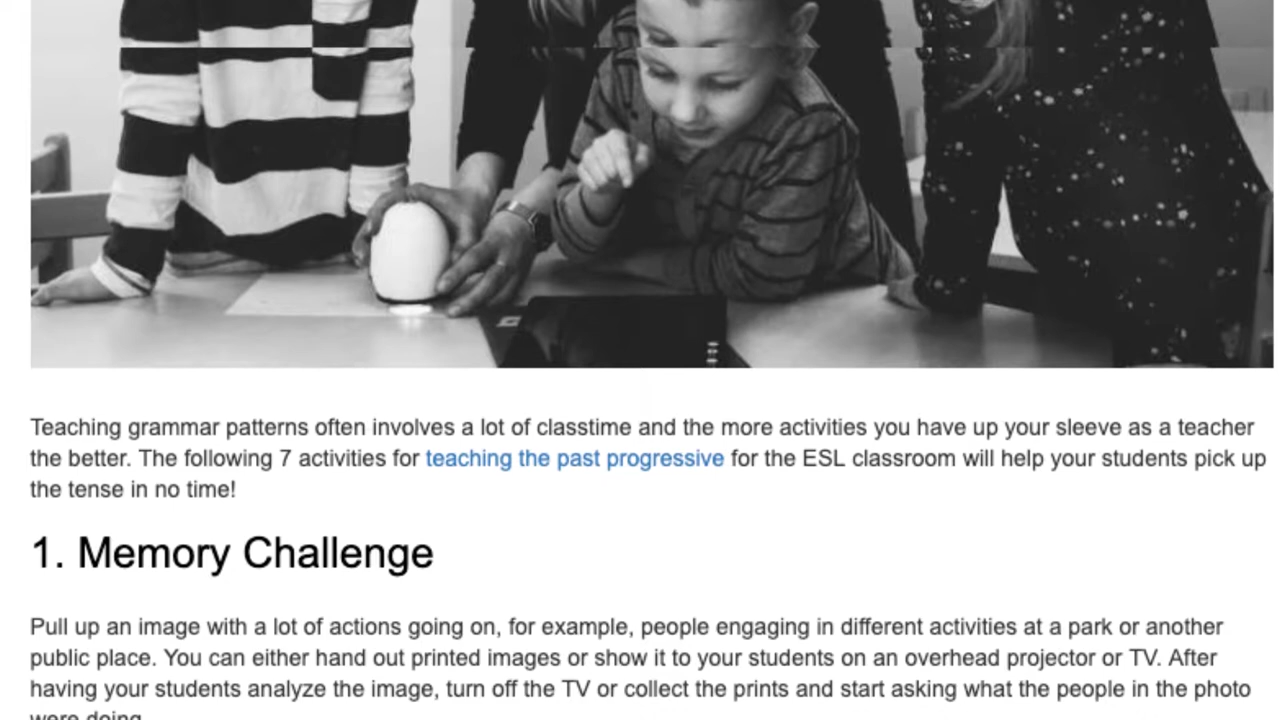 Teaching grammar patterns often involves a lot of classtime and the more activities you have up your sleeve as a teacher
the better. The following 7 activities for teaching the past progressive for the ESL classroom will help your students pick up
the tense in no time!
1. Memory Challenge
Pull up an image with a lot of actions going on, for example, people engaging in different activities at a park or another
public place. You can either hand out printed images or show it to your students on an overhead projector or TV. After
having your students analyze the image, turn off the TV or collect the prints and start asking what the people in the photo
were doing